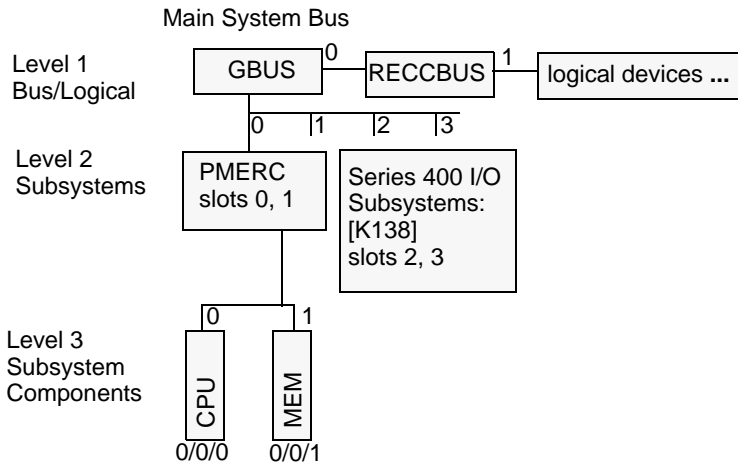 Main System Bus
Level 1
Bus/Logical
GBUS
0
RECCBUS
1
logical devices ...
0
1
2
3
Level 2
Subsystems
PMERC
slots 0, 1
Series 400 I/O
Subsystems:
[K138]
slots 2, 3
Level 3
Subsystem
Components
0
1
CPU
MEM
0/0/0
0/0/1